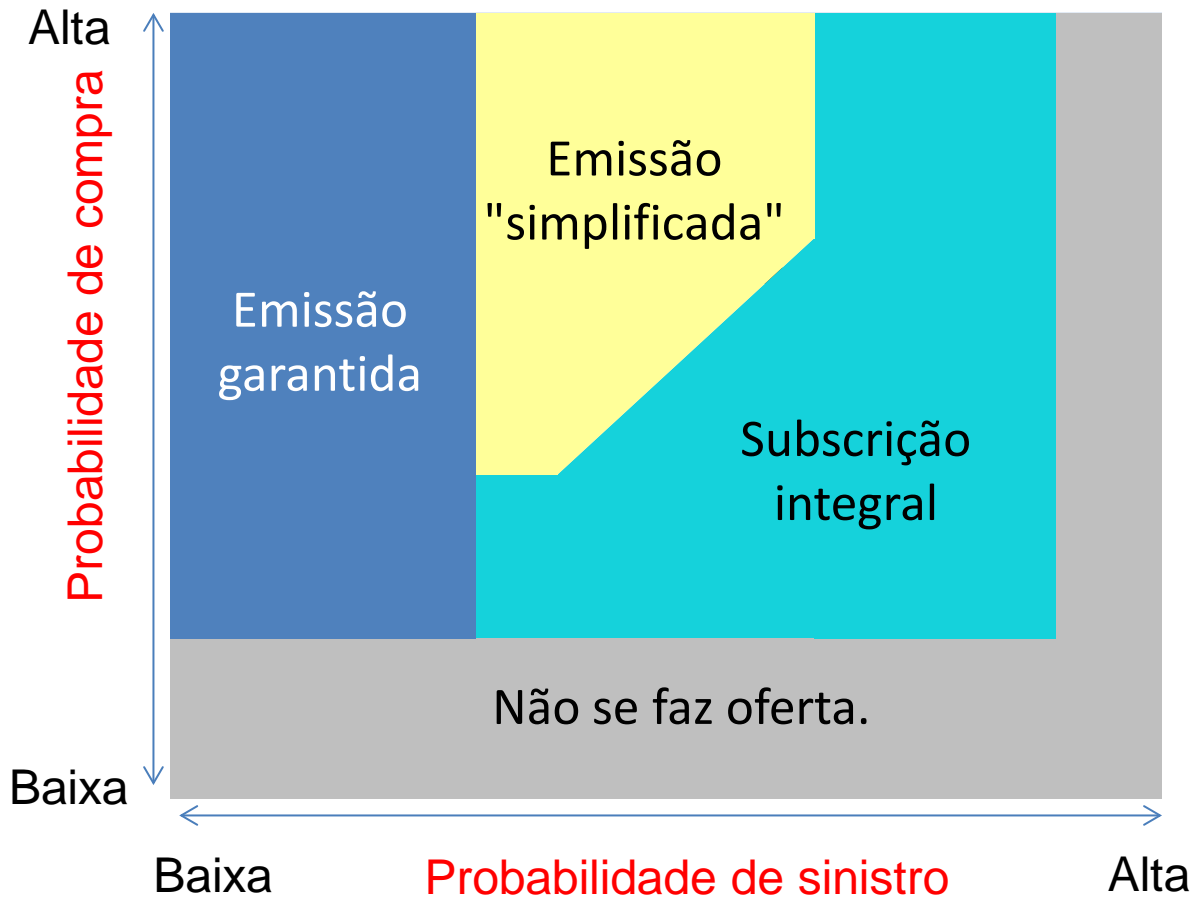 Alta
Probabilidade de compra
Emissão
"simplificada"
Emissão
garantida
Subscrição
integral
Não se faz oferta.
Baixa
Baixa
Probabilidade de sinistro
Alta